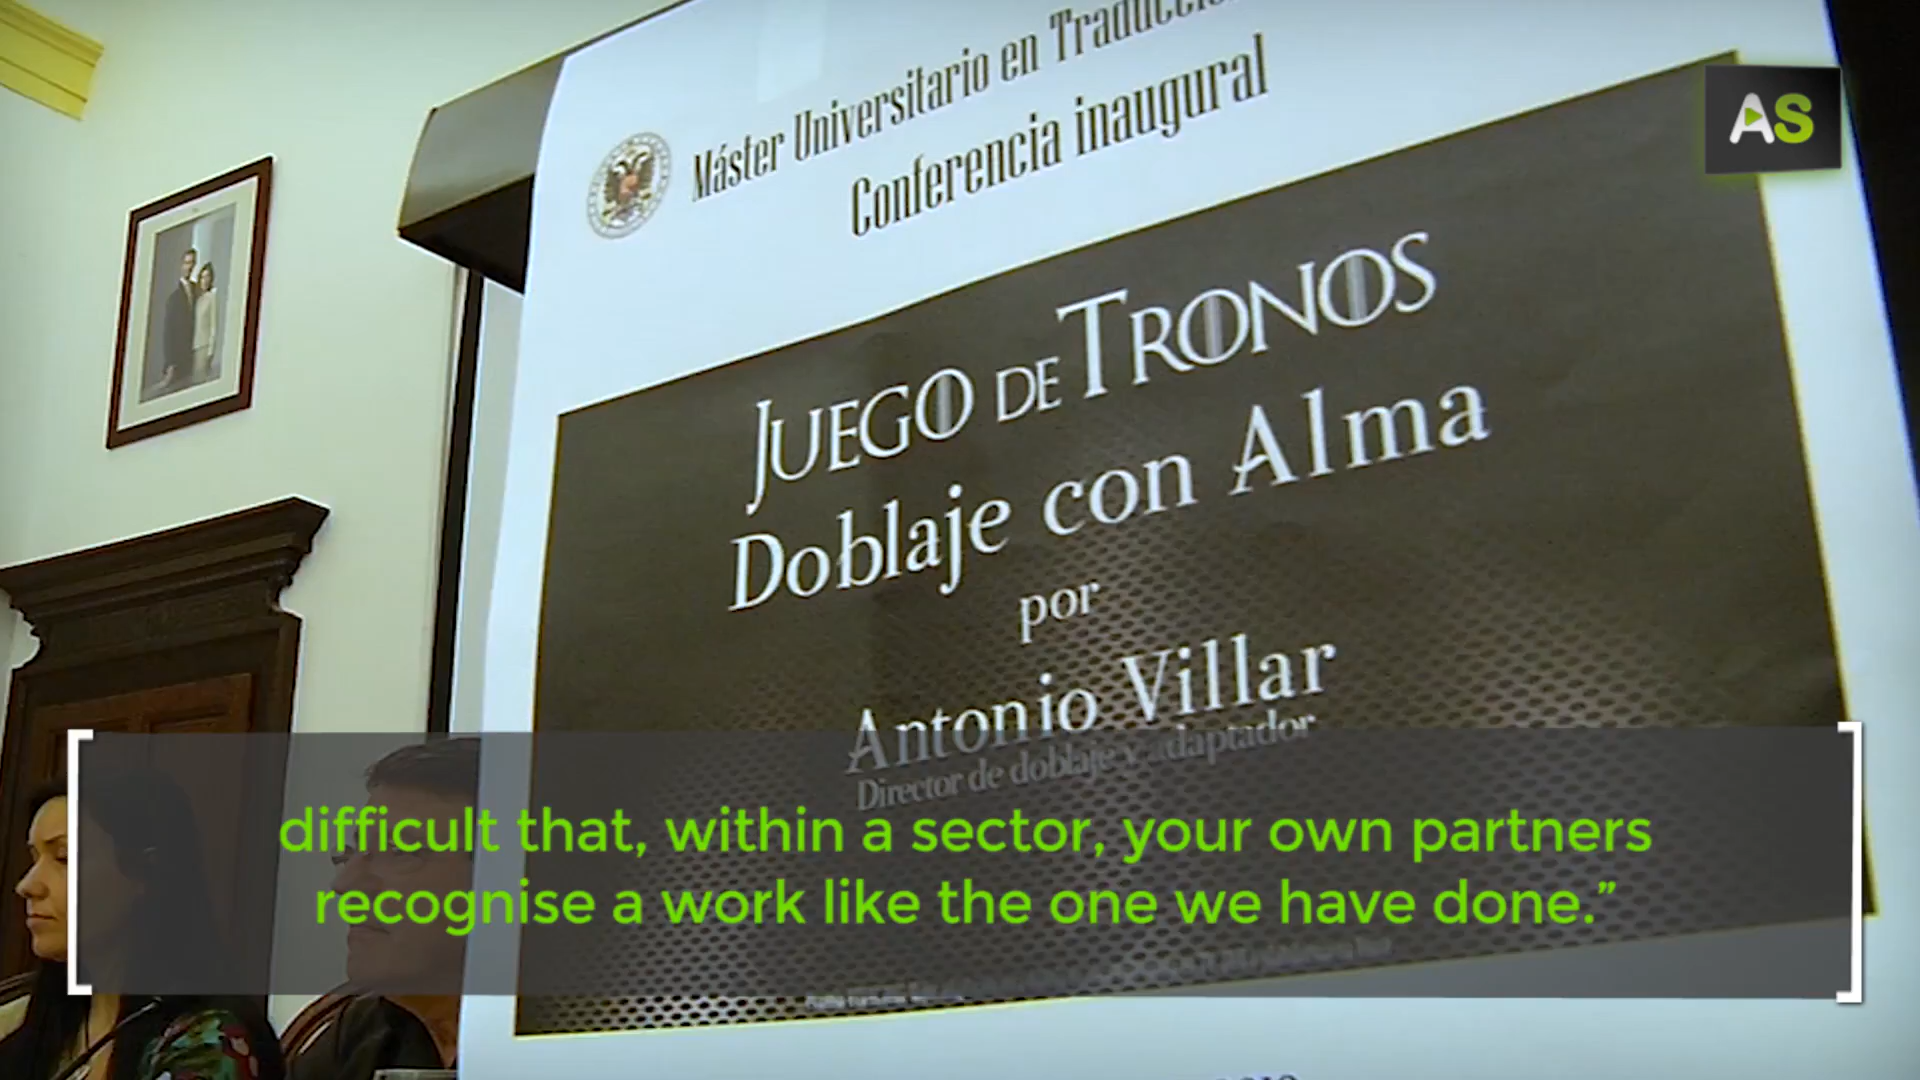 Máster Universitario en
Conferencia inaugural
AS
JUEGO DE TRONOS
Doblaje con Alma
por
Antonio Villar
Director de doblaje y adaptador
difficult that, within a sector, your own partners
recognise a work like the one we have done.”